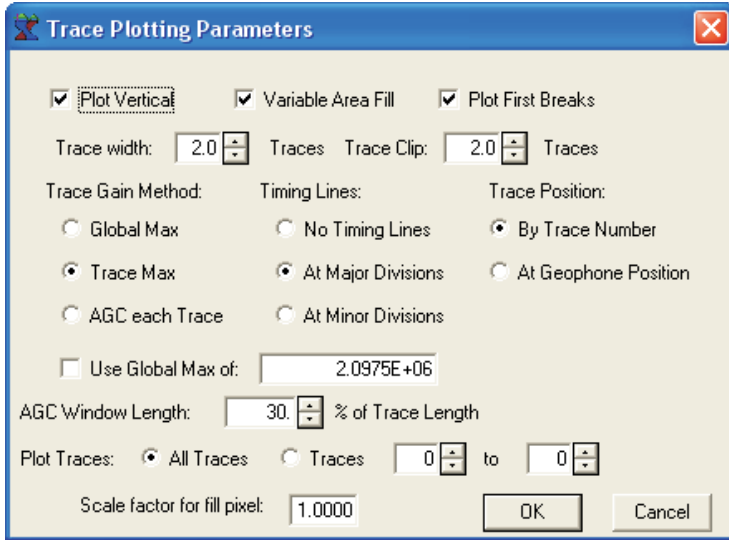 Trace Plotting Parameters
Plot Vertical Variable Area Fill Plot First Breaks
Trace width: 2.0 Traces Trace Clip: 2.0 Traces
Trace Gain Method: Timing Lines: Trace Position:
Global Max No Timing Lines By Trace Number
Trace Max At Major Divisions At Geophone Position
AGC each Trace At Minor Divisions
Use Global Max of: 2.0975E+06
AGC Window Length: 30. % of Trace Length
Plot Traces: All Traces Traces 0 to 0
Scale factor for fill pixel: 1.0000 OK Cancel